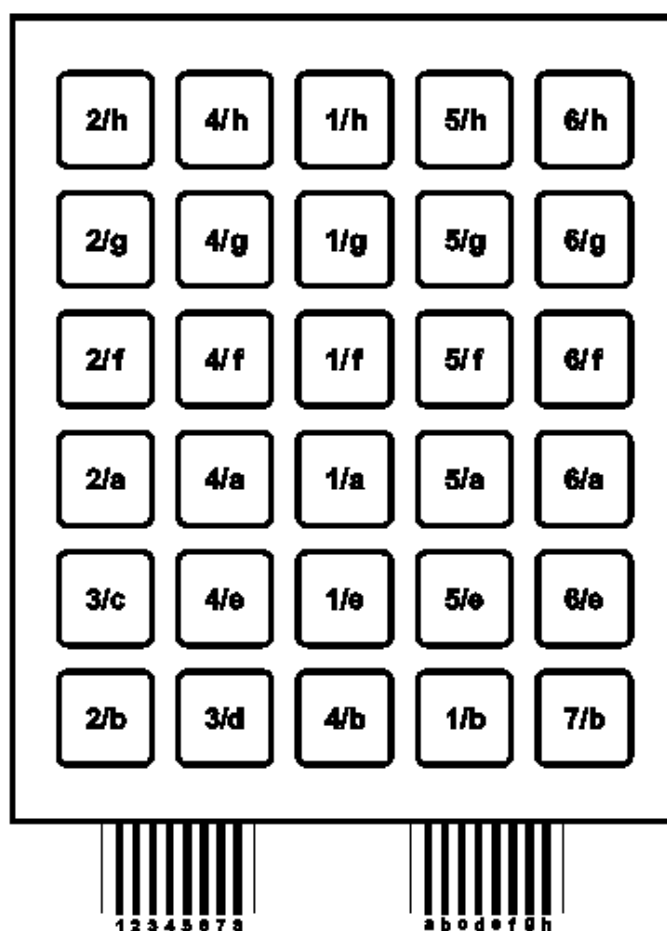 2/h 4/h 1/h 5/h 6/h
2/g 4/g 1/g 5/g 6/g
2/f 4/f 1/f 5/f 6/f
2/a 4/a 1/a 5/a 6/a
3/c 4/e 1/e 5/e 6/e
2/b 3/d 4/b 1/b 7/b
1 2 3 4 5 6 7 8 a b c d e f g h